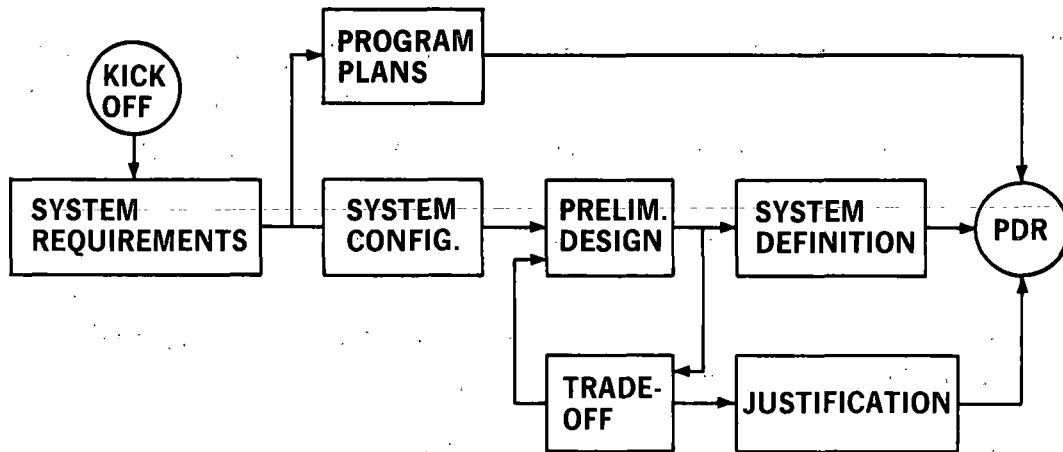 KICK
OFF
PROGRAM
PLANS
SYSTEM
REQUIREMENTS
SYSTEM
CONFIG.
PRELIM.
DESIGN
SYSTEM
DEFINITION
PDR
TRADE-
OFF
JUSTIFICATION